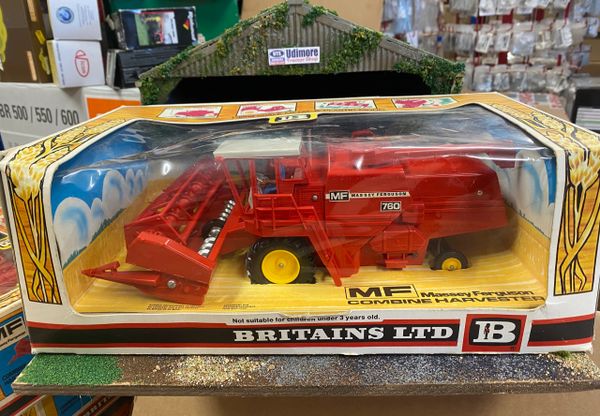 Udimore
BR 500 / 550 / 600
MF MASSEY FERGUSON
760
MF Massey Ferguson
COMBINE HARVESTER
Not suitable for children under 3 years old.
BRITAINS LTD B
MF